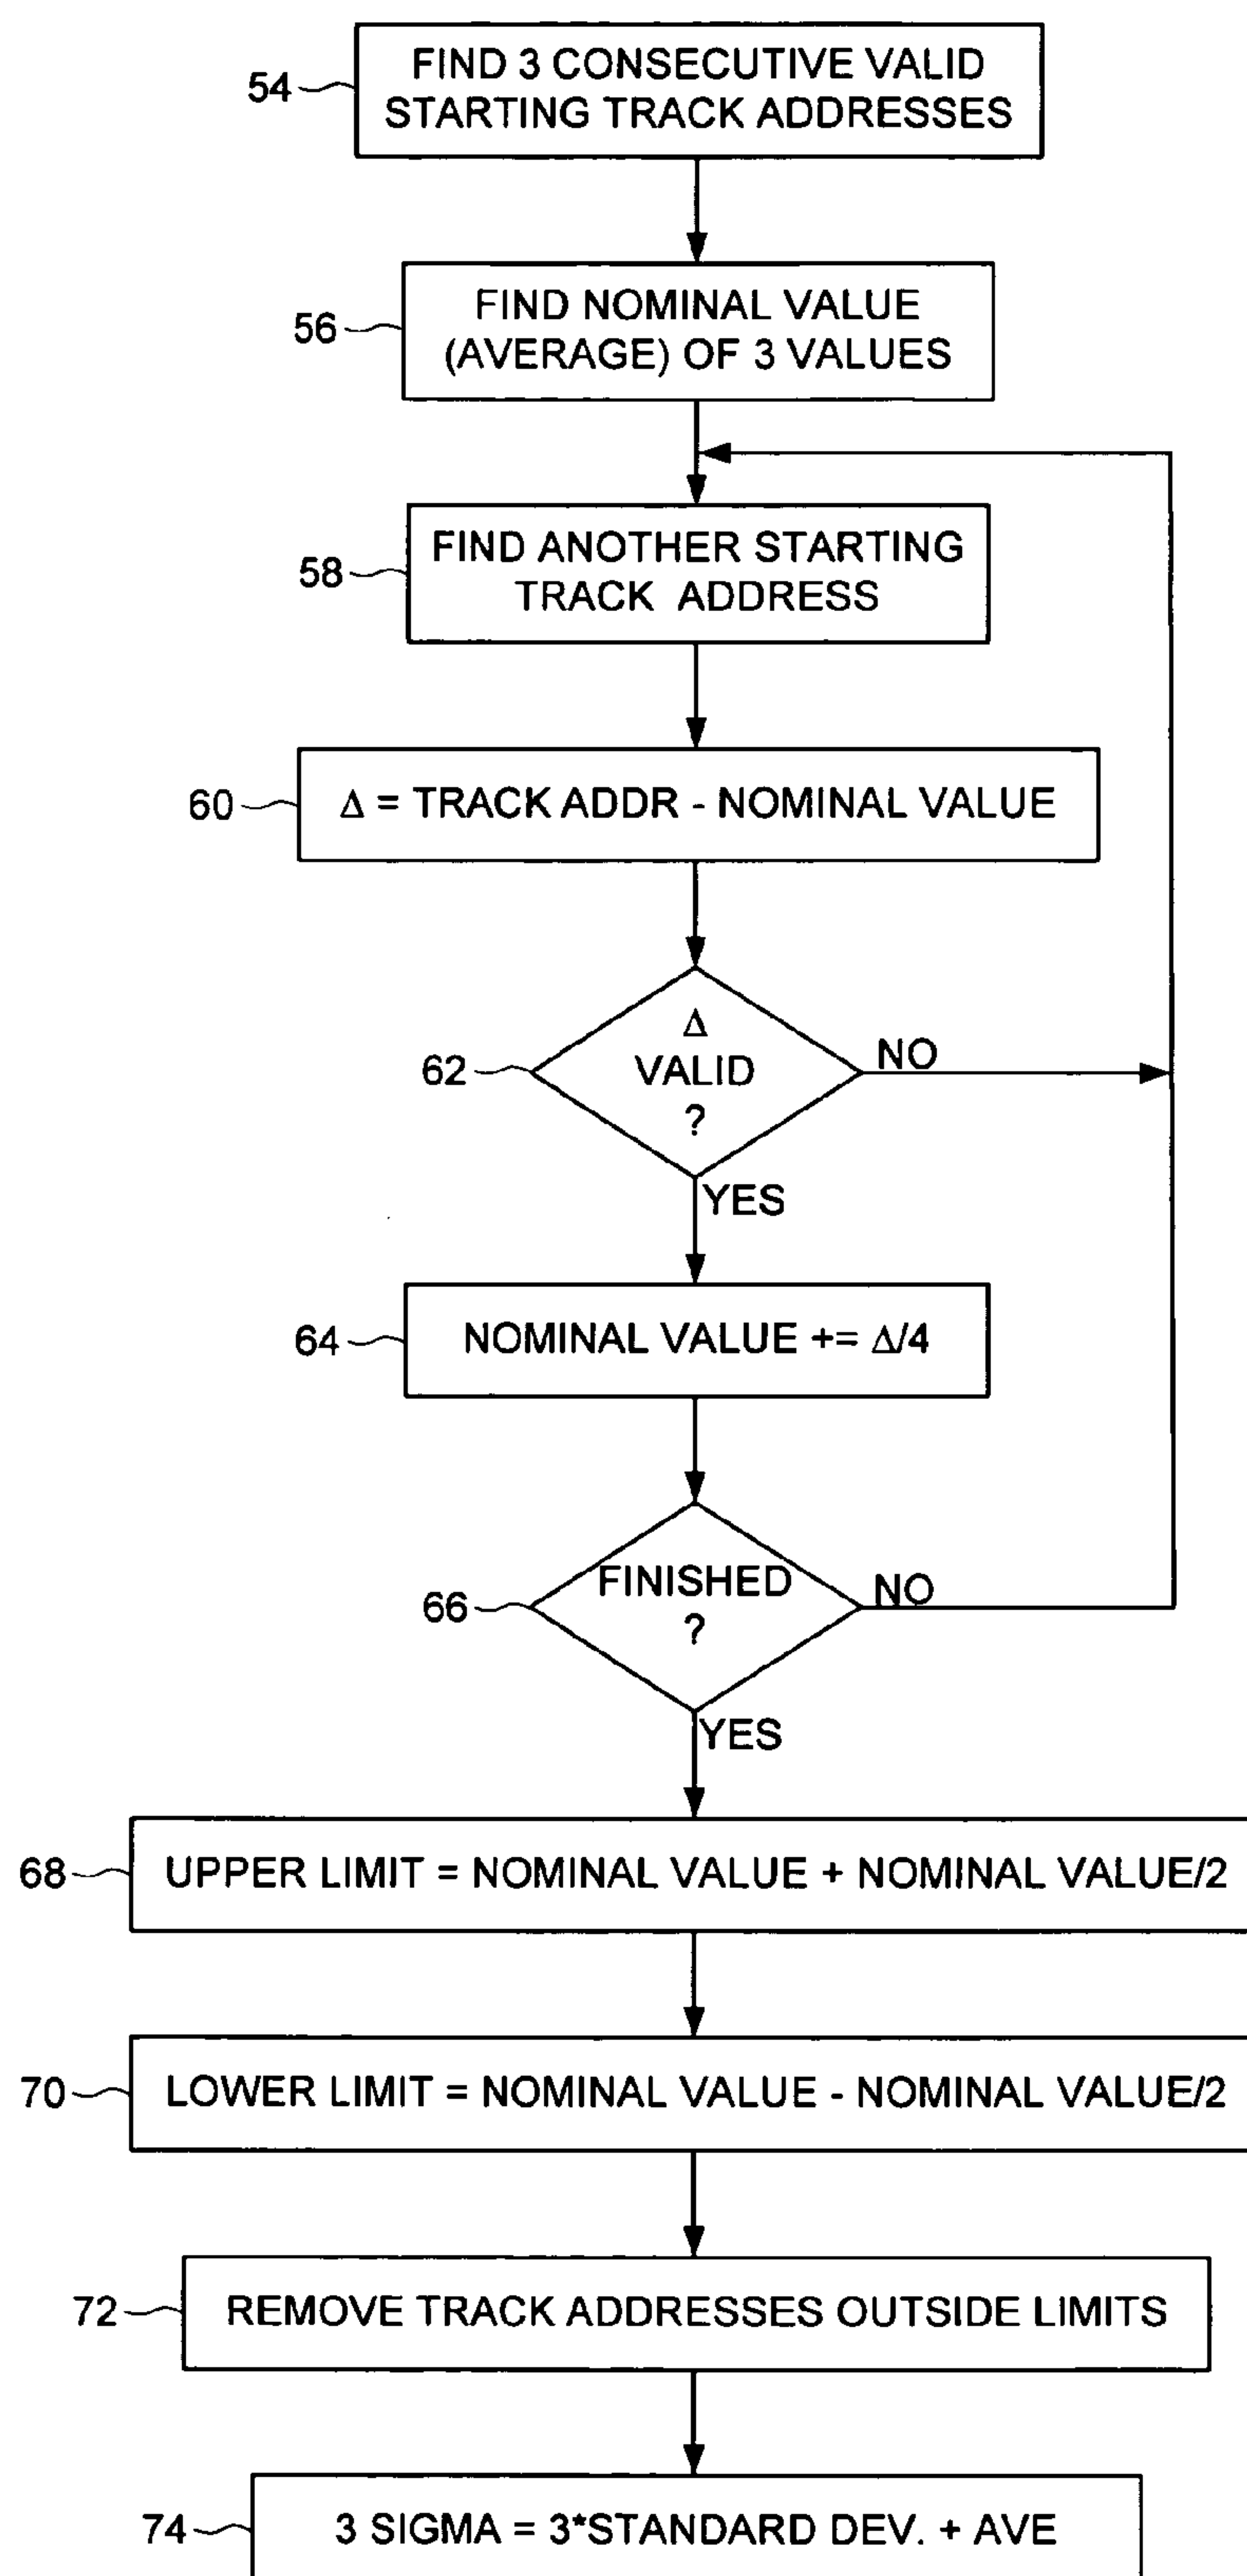 54
FIND 3 CONSECUTIVE VALID
STARTING TRACK ADDRESSES
56
FIND NOMINAL VALUE
(AVERAGE) OF 3 VALUES
58
FIND ANOTHER STARTING
TRACK ADDRESS
60
Δ = TRACK ADDR - NOMINAL VALUE
62
Δ
VALID
?
NO
YES
64
NOMINAL VALUE += Δ/4
66
FINISHED
?
NO
YES
68
UPPER LIMIT = NOMINAL VALUE + NOMINAL VALUE/2
70
LOWER LIMIT = NOMINAL VALUE - NOMINAL VALUE/2
72
REMOVE TRACK ADDRESSES OUTSIDE LIMITS
74
3 SIGMA = 3*STANDARD DEV. + AVE